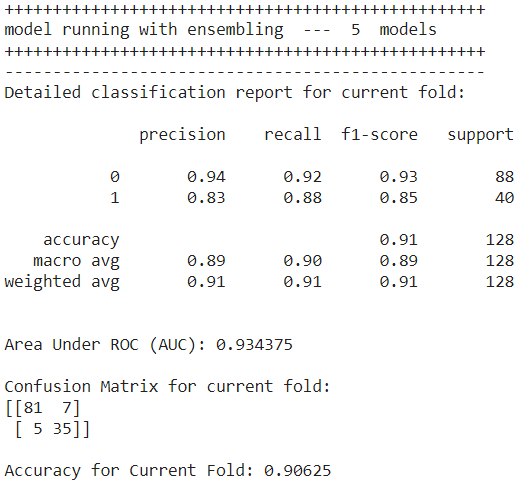 ++++++++++++++++++++++++++++++++++++++++++++++++++
model running with ensembling  ---  5  models
++++++++++++++++++++++++++++++++++++++++++++++++++
--------------------------------------------------
Detailed classification report for current fold:
              precision    recall  f1-score   support
           0       0.94      0.92      0.93        88
           1       0.83      0.88      0.85        40
    accuracy                           0.91       128
   macro avg       0.89      0.90      0.89       128
weighted avg       0.91      0.91      0.91       128
Area Under ROC (AUC): 0.934375
Confusion Matrix for current fold:
[[81  7]
 [ 5 35]]
Accuracy for Current Fold: 0.90625